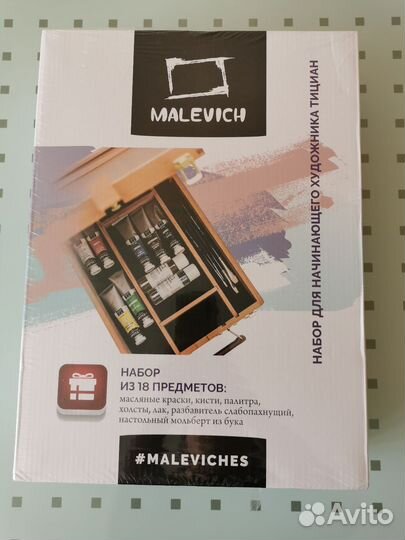 MALEVICH
НАБОР ДЛЯ НАЧИНАЮЩЕГО ХУДОЖНИКА ТИЦИАН
НАБОР
ИЗ 18 ПРЕДМЕТОВ:
масляные краски, кисти, палитра,
холсты, лак, разбавитель слабопахнущий,
настольный мольберт из бука
#MALEVICHES
Avito